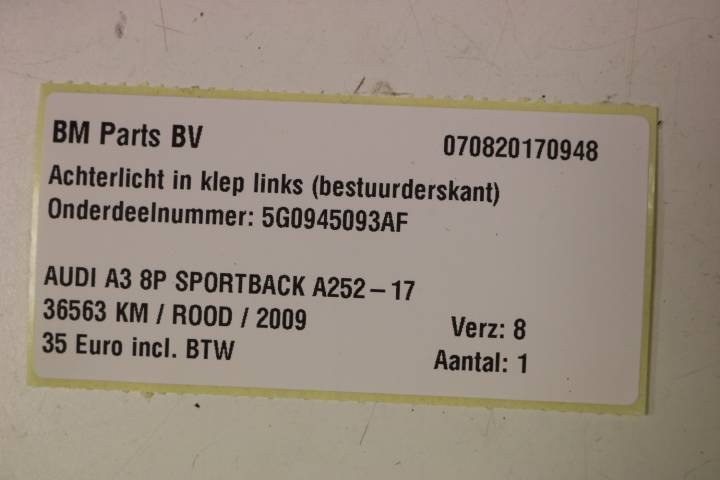 BM Parts BV 070820170948
Achterlicht in klep links (bestuurderskant)
Onderdeelnummer: 5G0945093AF
AUDI A3 8P SPORTBACK A252-17
36563 KM / ROOD / 2009 Verz: 8
35 Euro incl. BTW Aantal: 1